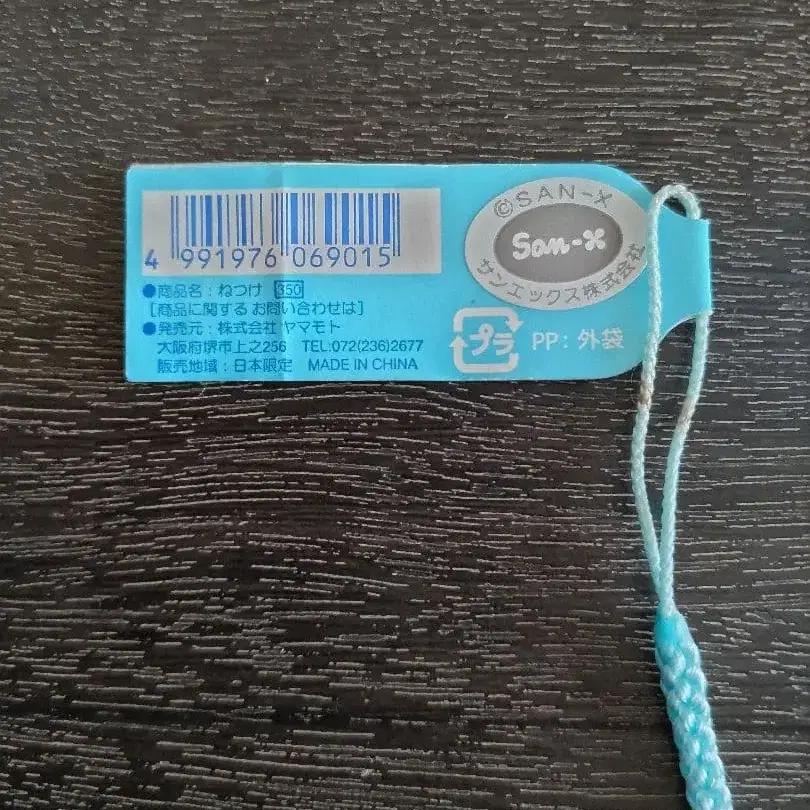 4 991976 069015
●商品名:ねつけ 350
[商品に関する お問い合わせは]
●発売元:株式会社 ヤマモト
大阪府堺市上之256 TEL:072(236)2677
販売地域:日本限定 MADE IN CHINA
©SAN-X
San-X
サンエックス株式会社
プラ PP:外袋